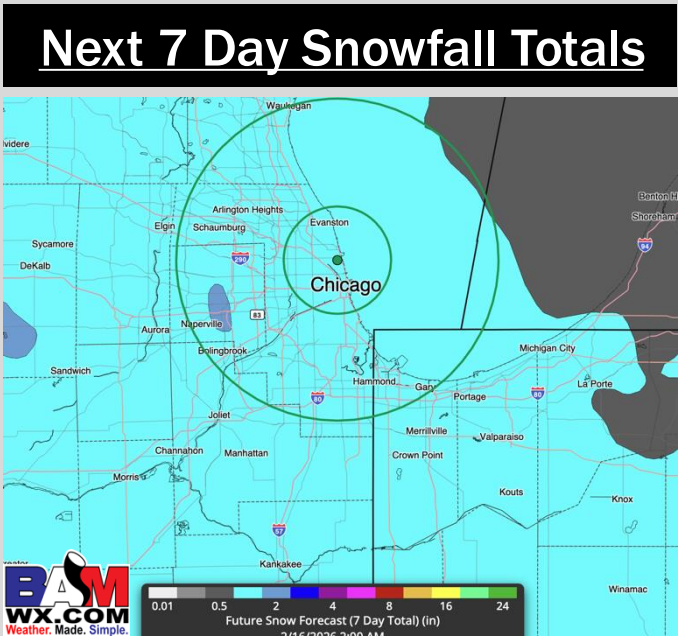 Next 7 Day Snowfall Totals
Waukegan
lvidere
Benton H
Arlington Heights
Evanston
Shoreham
Elgin
Schaumburg
Sycamore
94
290
DeKalb
Chicago
83
Naperville
Aurora
Bolingbrook
Michigan City
Sandwich
Hammond
La Porte
Gary
80
80
Portage
Joliet
Merrillville
Valparaiso
Channahon
Manhattan
Crown Point
Morris
Kouts
Knox
57
Kankakee
Winamac
BAM
WX.COM
Weather. Made. Simple.
0.01 0.5 2 4 8 16 24
Future Snow Forecast (7 Day Total) (in)